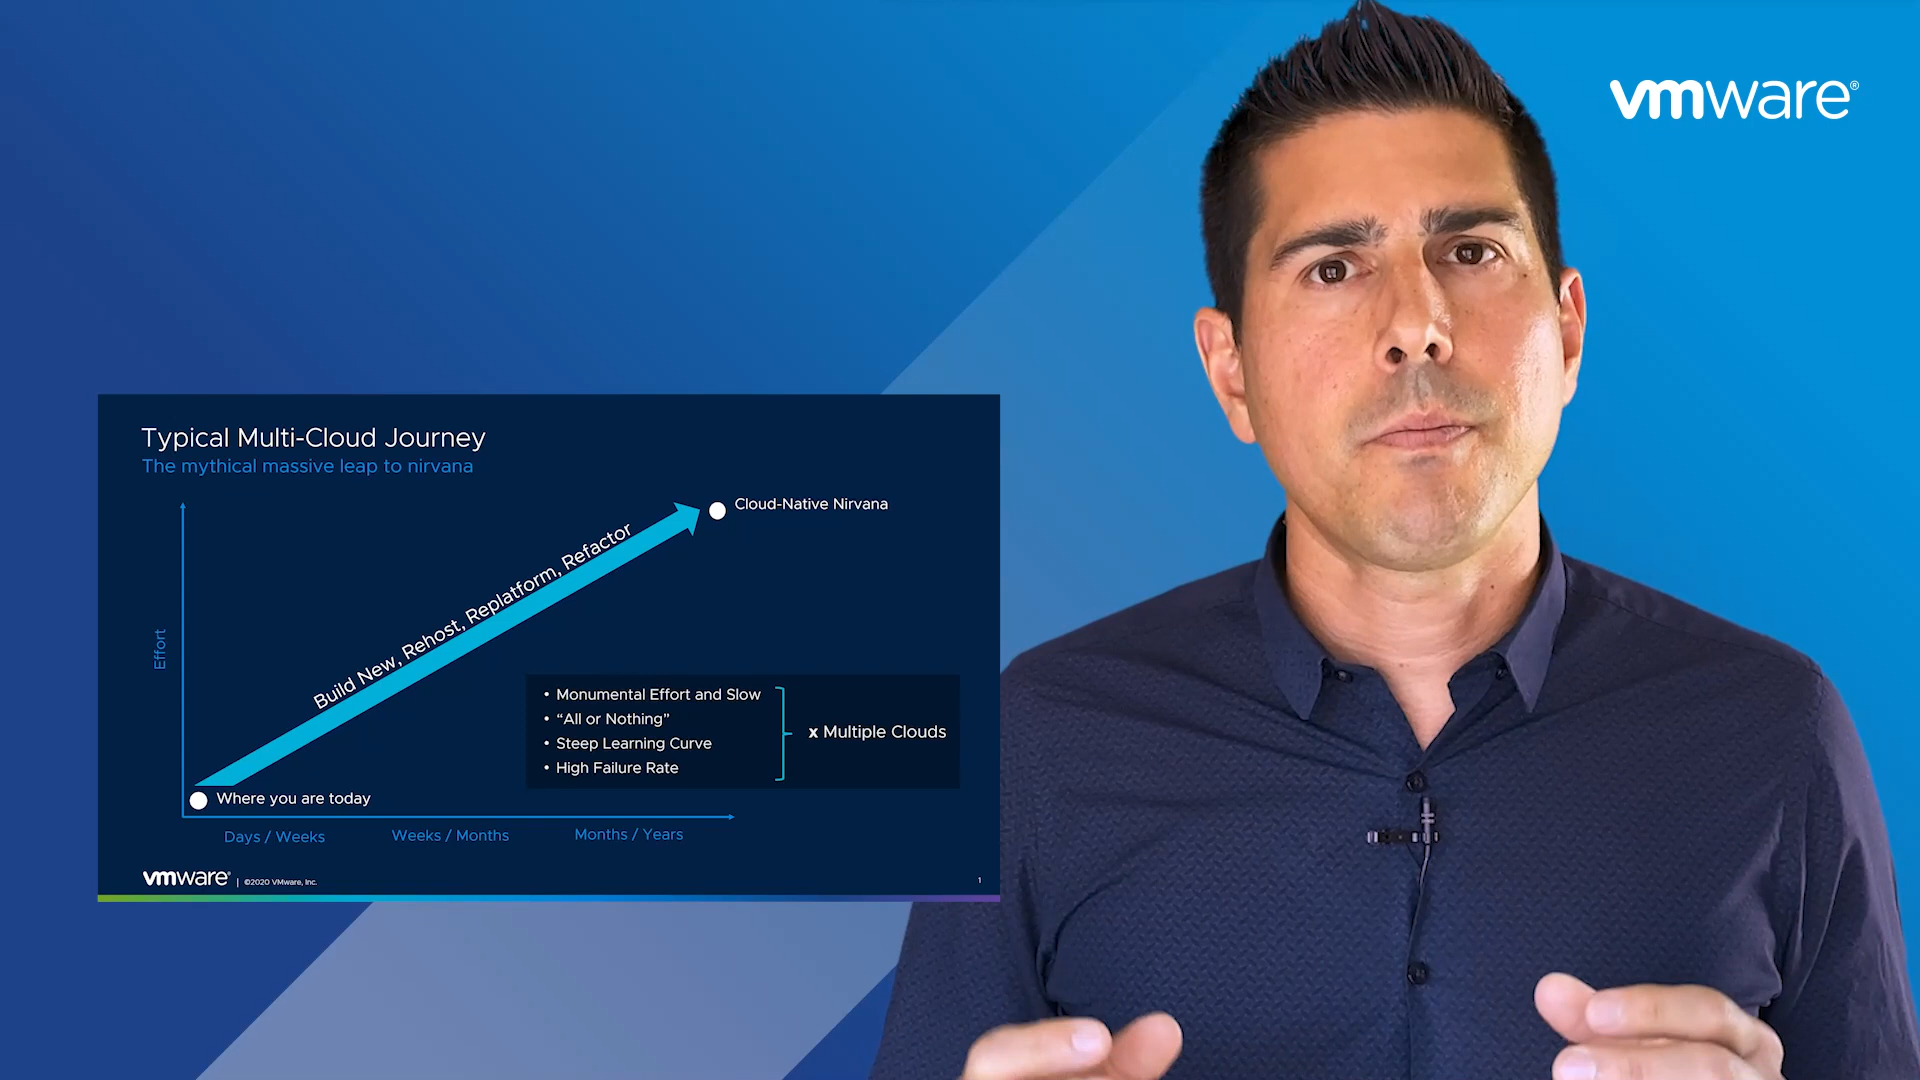 vmware®
Typical Multi-Cloud Journey
The mythical massive leap to nirvana
Cloud-Native Nirvana
Build New, Rehost, Replatform, Refactor
Effort
• Monumental Effort and Slow
• “All or Nothing”
• Steep Learning Curve
• High Failure Rate
x Multiple Clouds
Where you are today
Days / Weeks
Weeks / Months
Months / Years
vmware® | ©2020 VMware, Inc.
1